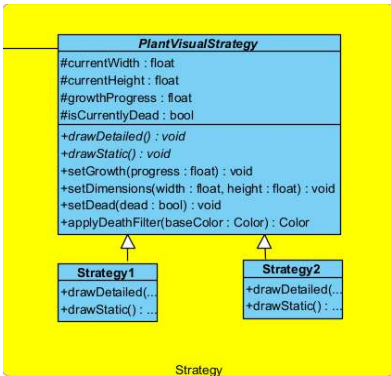 PlantVisualStrategy
#currentWidth : float
#currentHeight : float
#growthProgress : float
#isCurrentlyDead : bool
+drawDetailed() : void
+drawStatic() : void
+setGrowth(progress : float) : void
+setDimensions(width : float, height : float) : void
+setDead(dead : bool) : void
+applyDeathFilter(baseColor : Color) : Color
Strategy1
+drawDetailed(...
+drawStatic() : ...
Strategy2
+drawDetailed(...
+drawStatic() : ...
Strategy